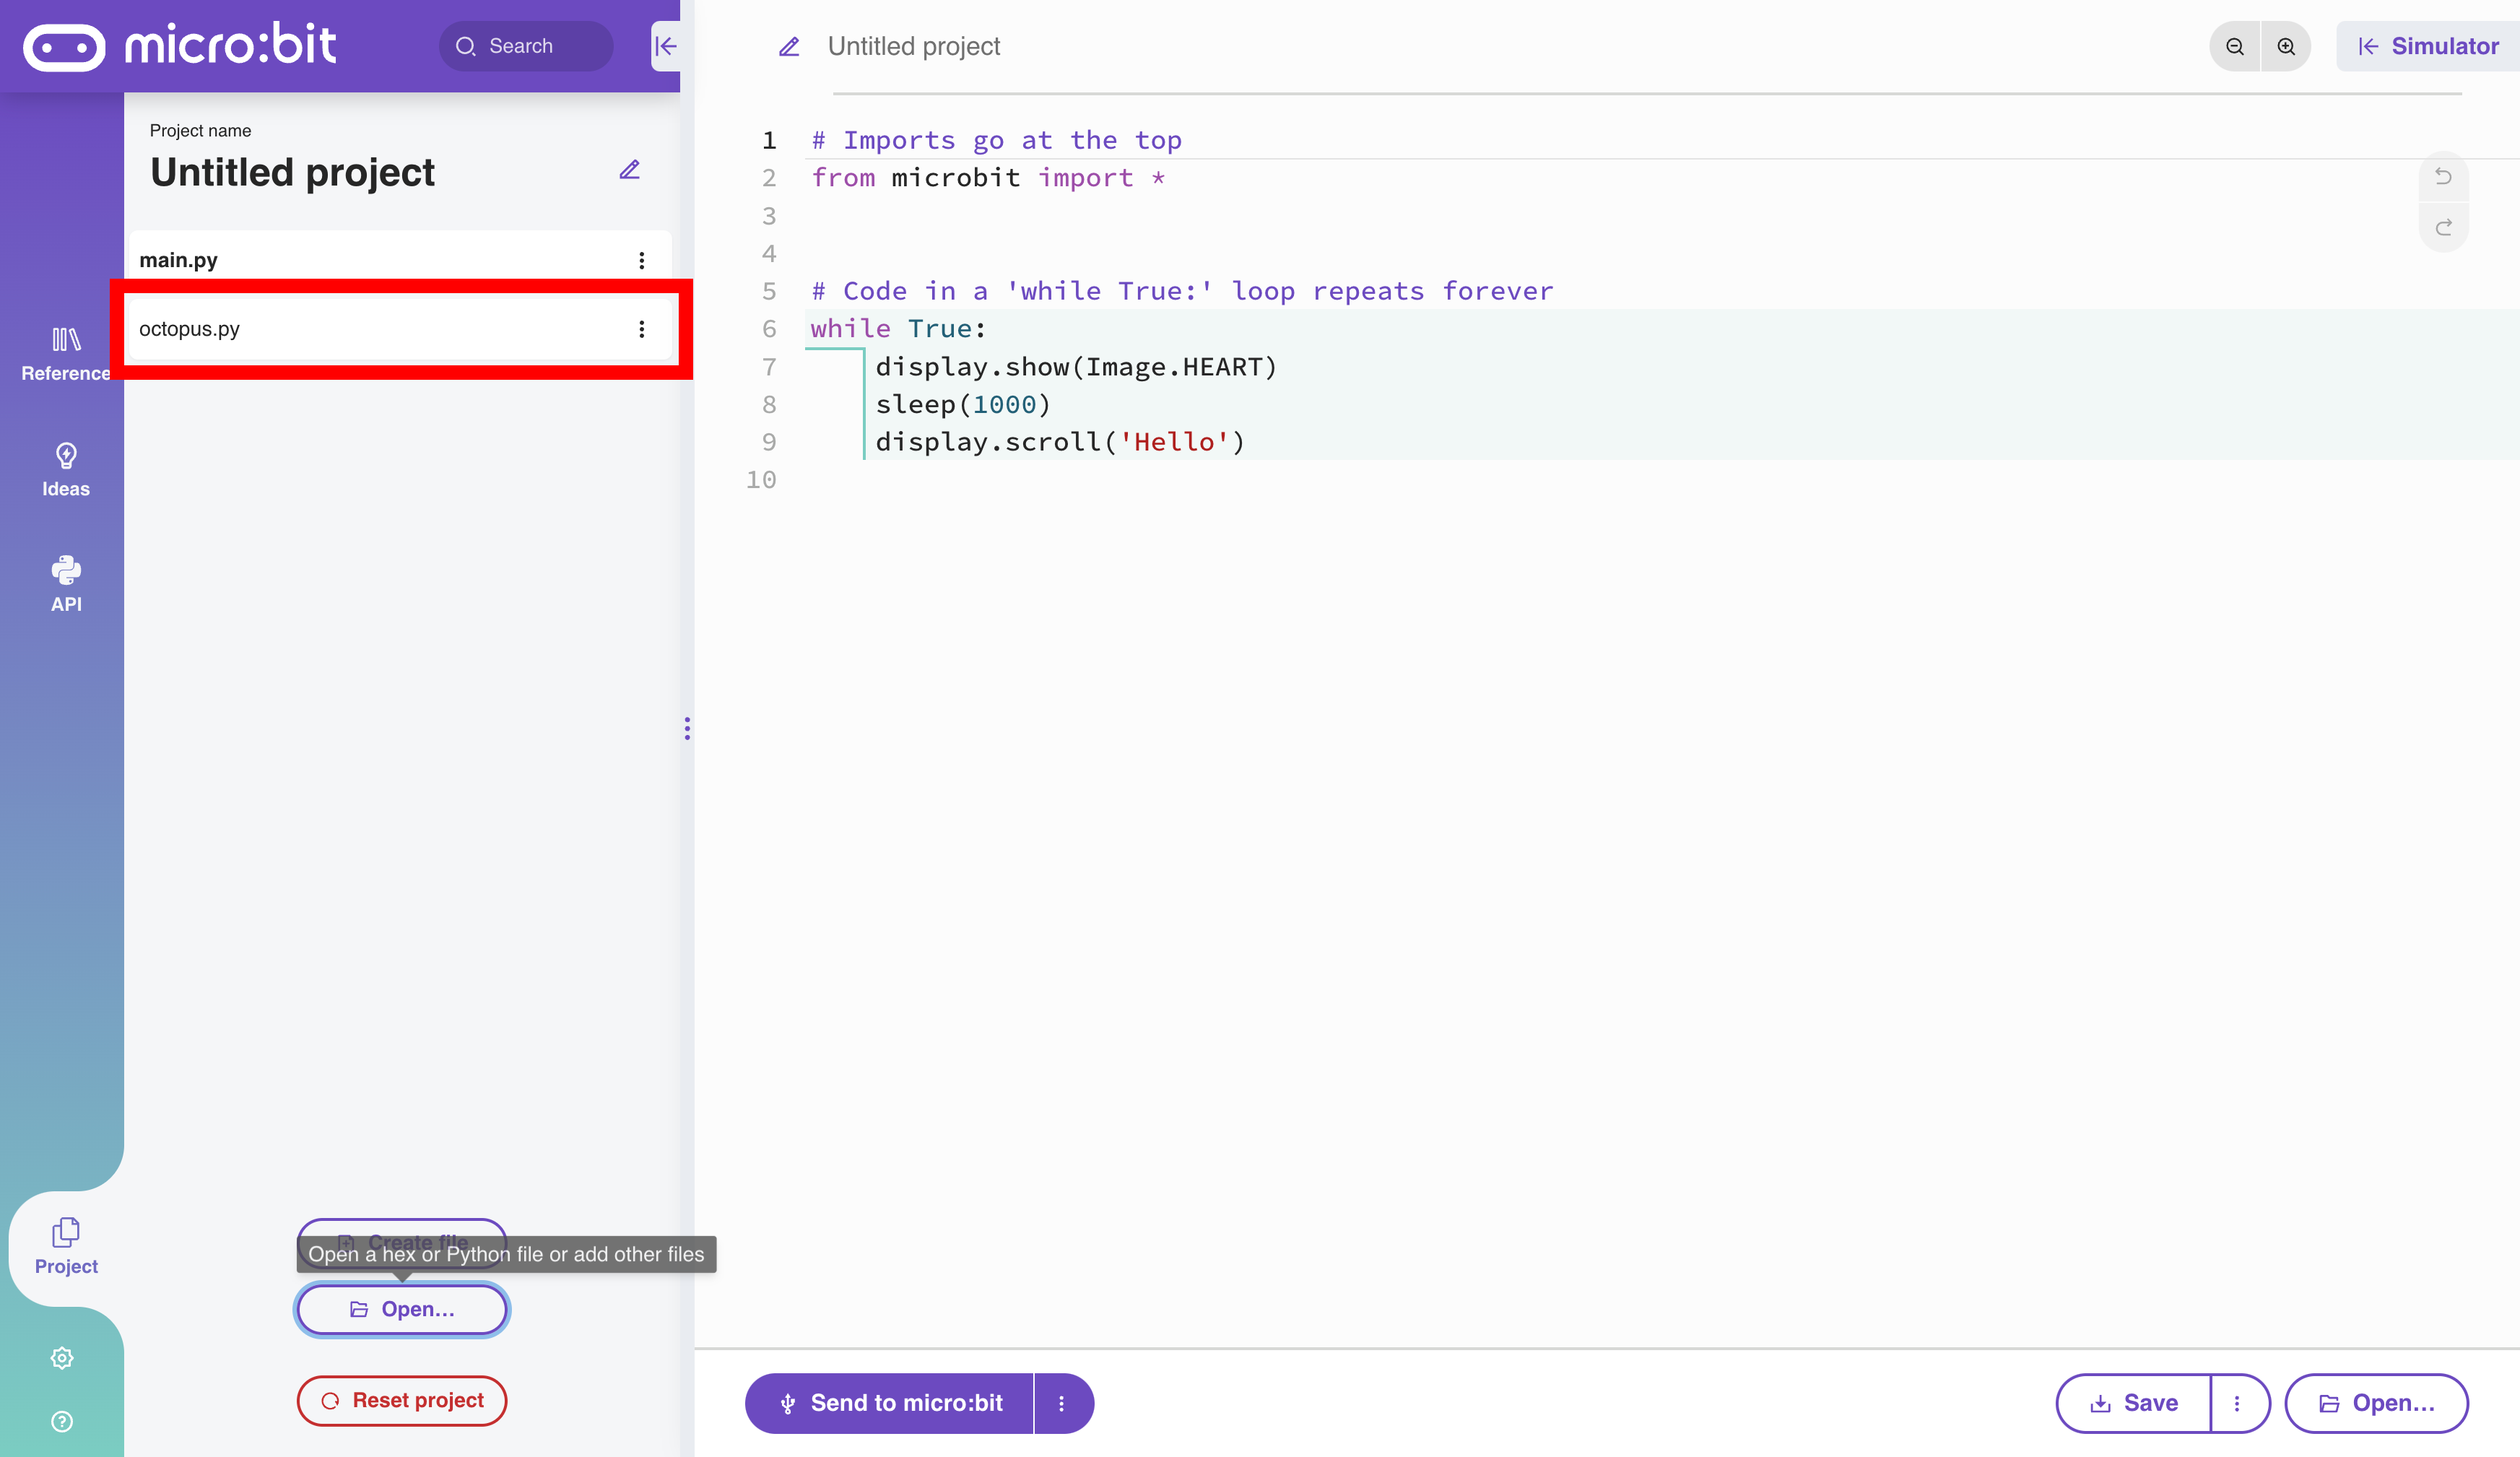 micro:bit
Search
Untitled project
Simulator
Project name
Untitled project
main.py
octopus.py
Reference
Ideas
API
Project
1 # Imports go at the top
2 from microbit import *
3
4
5 # Code in a 'while True:' loop repeats forever
6 while True:
7 display.show(Image.HEART)
8 sleep(1000)
9 display.scroll('Hello')
10
Create file
Open a hex or Python file or add other files
Open...
Reset project
Send to micro:bit
Save
Open...